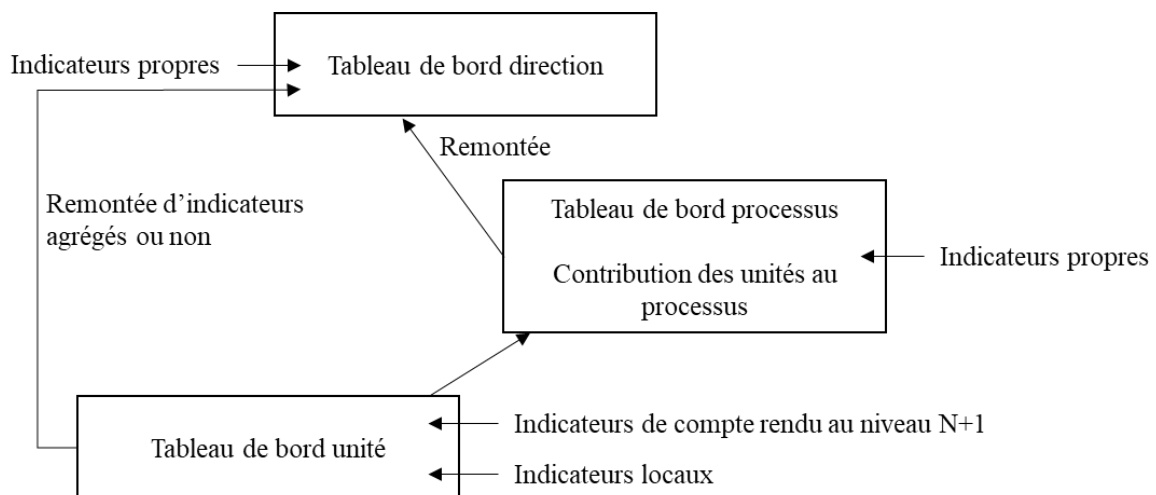 Indicateurs propres
Tableau de bord direction
Remontée
Remontée d’indicateurs
agrégés ou non
Tableau de bord processus
Contribution des unités au
processus
Indicateurs propres
Tableau de bord unité
Indicateurs de compte rendu au niveau N+1
Indicateurs locaux